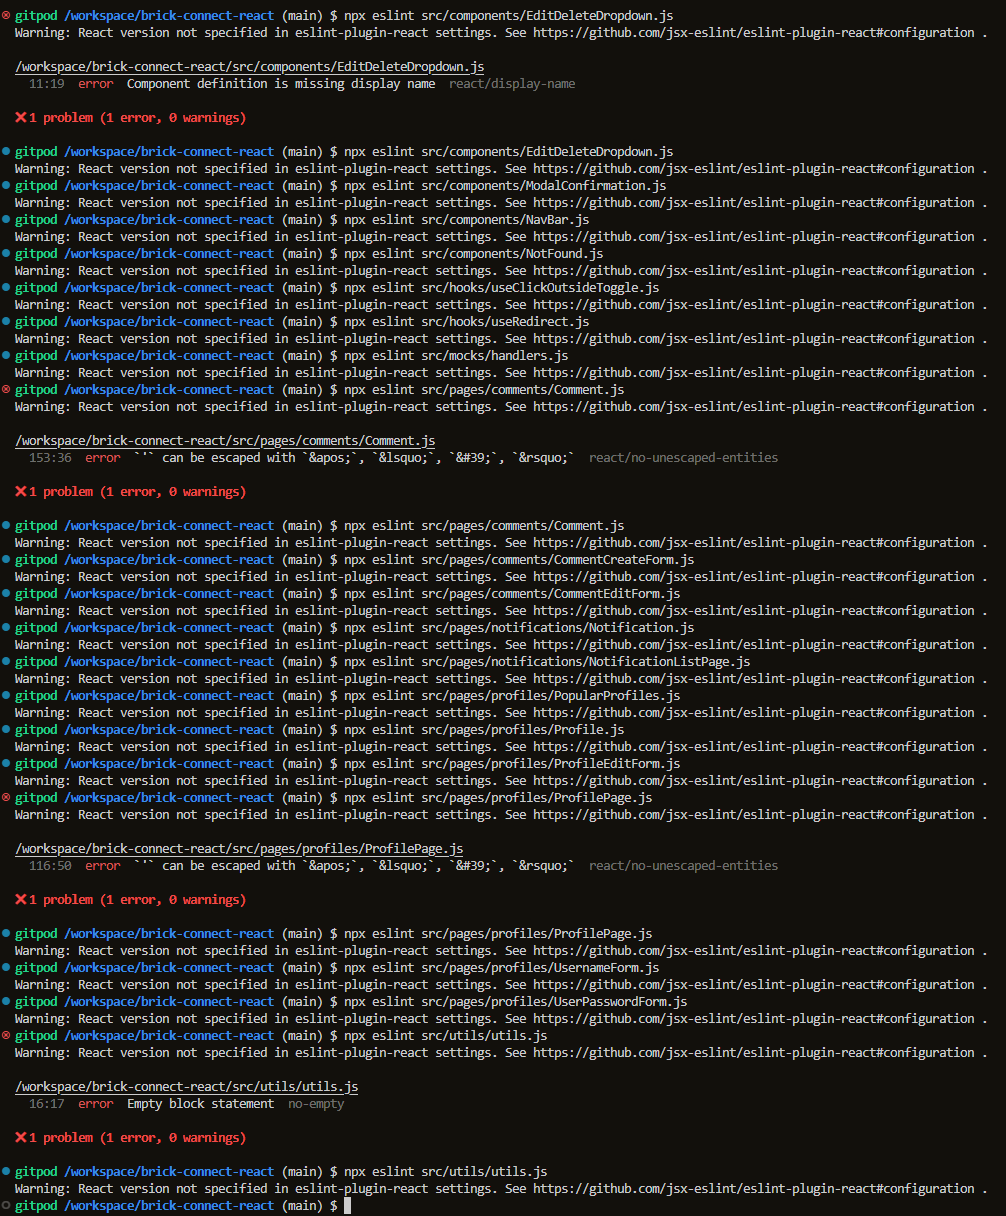 gitpod /workspace/brick-connect-react (main) $ npx eslint src/components/EditDeleteDropdown.js
Warning: React version not specified in eslint-plugin-react settings. See https://github.com/jsx-eslint/eslint-plugin-react#configuration .
/workspace/brick-connect-react/src/components/EditDeleteDropdown.js
11:19 error Component definition is missing display name react/display-name
❌1 problem (1 error, 0 warnings)
gitpod /workspace/brick-connect-react (main) $ npx eslint src/components/EditDeleteDropdown.js
Warning: React version not specified in eslint-plugin-react settings. See https://github.com/jsx-eslint/eslint-plugin-react#configuration .
gitpod /workspace/brick-connect-react (main) $ npx eslint src/components/ModalConfirmation.js
Warning: React version not specified in eslint-plugin-react settings. See https://github.com/jsx-eslint/eslint-plugin-react#configuration .
gitpod /workspace/brick-connect-react (main) $ npx eslint src/components/NavBar.js
Warning: React version not specified in eslint-plugin-react settings. See https://github.com/jsx-eslint/eslint-plugin-react#configuration .
gitpod /workspace/brick-connect-react (main) $ npx eslint src/components/NotFound.js
Warning: React version not specified in eslint-plugin-react settings. See https://github.com/jsx-eslint/eslint-plugin-react#configuration .
gitpod /workspace/brick-connect-react (main) $ npx eslint src/hooks/useClickOutsideToggle.js
Warning: React version not specified in eslint-plugin-react settings. See https://github.com/jsx-eslint/eslint-plugin-react#configuration .
gitpod /workspace/brick-connect-react (main) $ npx eslint src/hooks/useRedirect.js
Warning: React version not specified in eslint-plugin-react settings. See https://github.com/jsx-eslint/eslint-plugin-react#configuration .
gitpod /workspace/brick-connect-react (main) $ npx eslint src/mocks/handlers.js
Warning: React version not specified in eslint-plugin-react settings. See https://github.com/jsx-eslint/eslint-plugin-react#configuration .
gitpod /workspace/brick-connect-react (main) $ npx eslint src/pages/comments/Comment.js
Warning: React version not specified in eslint-plugin-react settings. See https://github.com/jsx-eslint/eslint-plugin-react#configuration .
/workspace/brick-connect-react/src/pages/comments/Comment.js
153:36 error `'` can be escaped with `&apos;`, `&lsquo;`, `&#39;`, `&rsquo;` react/no-unescaped-entities
❌1 problem (1 error, 0 warnings)
gitpod /workspace/brick-connect-react (main) $ npx eslint src/pages/comments/Comment.js
Warning: React version not specified in eslint-plugin-react settings. See https://github.com/jsx-eslint/eslint-plugin-react#configuration .
gitpod /workspace/brick-connect-react (main) $ npx eslint src/pages/comments/CommentCreateForm.js
Warning: React version not specified in eslint-plugin-react settings. See https://github.com/jsx-eslint/eslint-plugin-react#configuration .
gitpod /workspace/brick-connect-react (main) $ npx eslint src/pages/comments/CommentEditForm.js
Warning: React version not specified in eslint-plugin-react settings. See https://github.com/jsx-eslint/eslint-plugin-react#configuration .
gitpod /workspace/brick-connect-react (main) $ npx eslint src/pages/notifications/Notification.js
Warning: React version not specified in eslint-plugin-react settings. See https://github.com/jsx-eslint/eslint-plugin-react#configuration .
gitpod /workspace/brick-connect-react (main) $ npx eslint src/pages/notifications/NotificationListPage.js
Warning: React version not specified in eslint-plugin-react settings. See https://github.com/jsx-eslint/eslint-plugin-react#configuration .
gitpod /workspace/brick-connect-react (main) $ npx eslint src/pages/profiles/PopularProfiles.js
Warning: React version not specified in eslint-plugin-react settings. See https://github.com/jsx-eslint/eslint-plugin-react#configuration .
gitpod /workspace/brick-connect-react (main) $ npx eslint src/pages/profiles/Profile.js
Warning: React version not specified in eslint-plugin-react settings. See https://github.com/jsx-eslint/eslint-plugin-react#configuration .
gitpod /workspace/brick-connect-react (main) $ npx eslint src/pages/profiles/ProfileEditForm.js
Warning: React version not specified in eslint-plugin-react settings. See https://github.com/jsx-eslint/eslint-plugin-react#configuration .
gitpod /workspace/brick-connect-react (main) $ npx eslint src/pages/profiles/ProfilePage.js
Warning: React version not specified in eslint-plugin-react settings. See https://github.com/jsx-eslint/eslint-plugin-react#configuration .
/workspace/brick-connect-react/src/pages/profiles/ProfilePage.js
116:50 error `'` can be escaped with `&apos;`, `&lsquo;`, `&#39;`, `&rsquo;` react/no-unescaped-entities
❌1 problem (1 error, 0 warnings)
gitpod /workspace/brick-connect-react (main) $ npx eslint src/pages/profiles/ProfilePage.js
Warning: React version not specified in eslint-plugin-react settings. See https://github.com/jsx-eslint/eslint-plugin-react#configuration .
gitpod /workspace/brick-connect-react (main) $ npx eslint src/pages/profiles/UsernameForm.js
Warning: React version not specified in eslint-plugin-react settings. See https://github.com/jsx-eslint/eslint-plugin-react#configuration .
gitpod /workspace/brick-connect-react (main) $ npx eslint src/pages/profiles/UserPasswordForm.js
Warning: React version not specified in eslint-plugin-react settings. See https://github.com/jsx-eslint/eslint-plugin-react#configuration .
gitpod /workspace/brick-connect-react (main) $ npx eslint src/utils/utils.js
Warning: React version not specified in eslint-plugin-react settings. See https://github.com/jsx-eslint/eslint-plugin-react#configuration .
/workspace/brick-connect-react/src/utils/utils.js
16:17 error Empty block statement no-empty
❌1 problem (1 error, 0 warnings)
gitpod /workspace/brick-connect-react (main) $ npx eslint src/utils/utils.js
Warning: React version not specified in eslint-plugin-react settings. See https://github.com/jsx-eslint/eslint-plugin-react#configuration .
gitpod /workspace/brick-connect-react (main) $